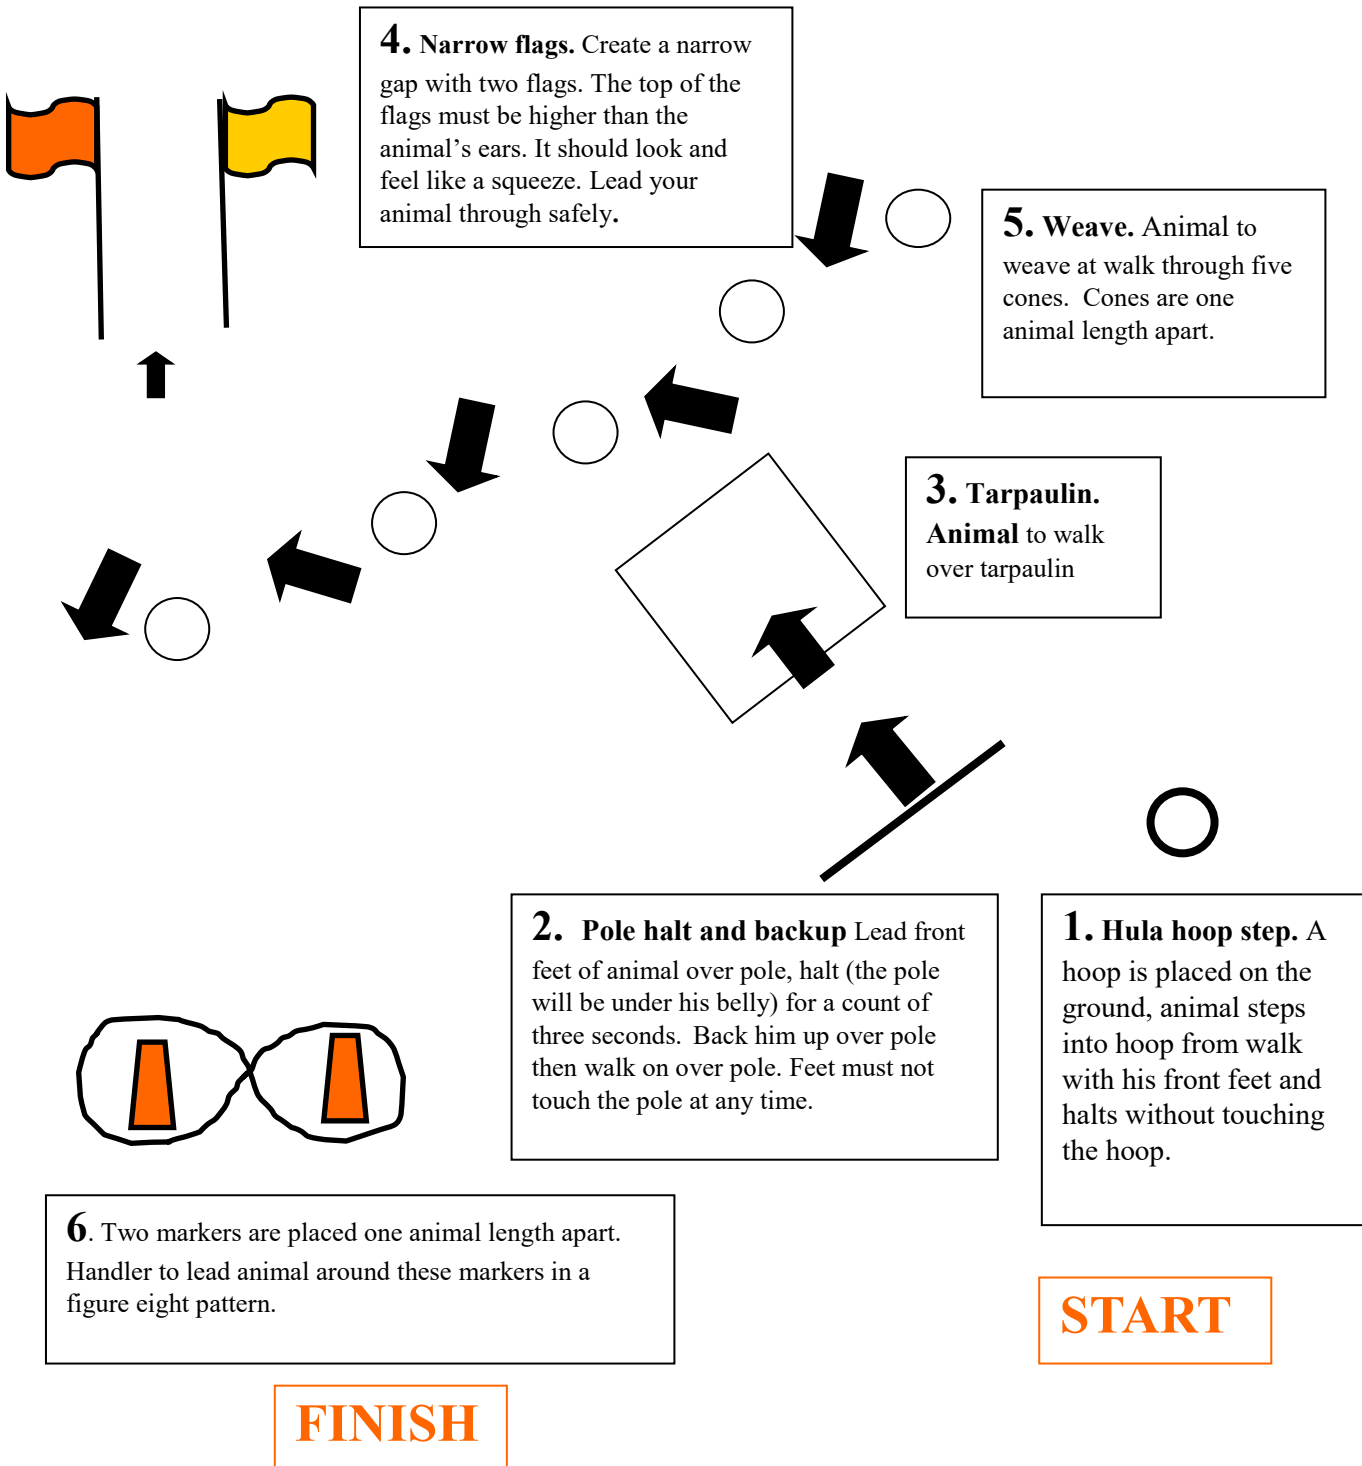 4. Narrow flags. Create a narrow
gap with two flags. The top of the
flags must be higher than the
animal’s ears. It should look and
feel like a squeeze. Lead your
animal through safely.
5. Weave. Animal to
weave at walk through five
cones.  Cones are one
animal length apart.
3. Tarpaulin.
Animal to walk
over tarpaulin
2.  Pole halt and backup Lead front
feet of animal over pole, halt (the pole
will be under his belly) for a count of
three seconds.  Back him up over pole
then walk on over pole. Feet must not
touch the pole at any time.
1. Hula hoop step. A
hoop is placed on the
ground, animal steps
into hoop from walk
with his front feet and
halts without touching
the hoop.
6. Two markers are placed one animal length apart.
Handler to lead animal around these markers in a
figure eight pattern.
START
FINISH